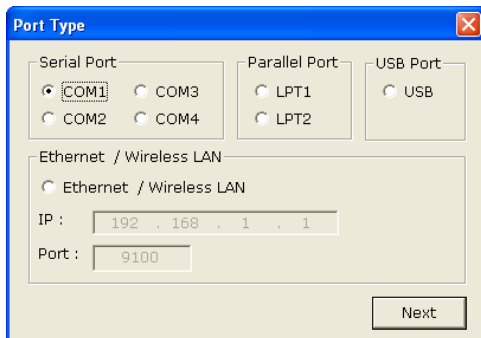 Port Type
Serial Port
COM1 COM3
COM2 COM4
Parallel Port
LPT1
LPT2
USB Port
USB
Ethernet / Wireless LAN
Ethernet / Wireless LAN
IP : 192 . 168 . 1 . 1
Port : 9100
Next